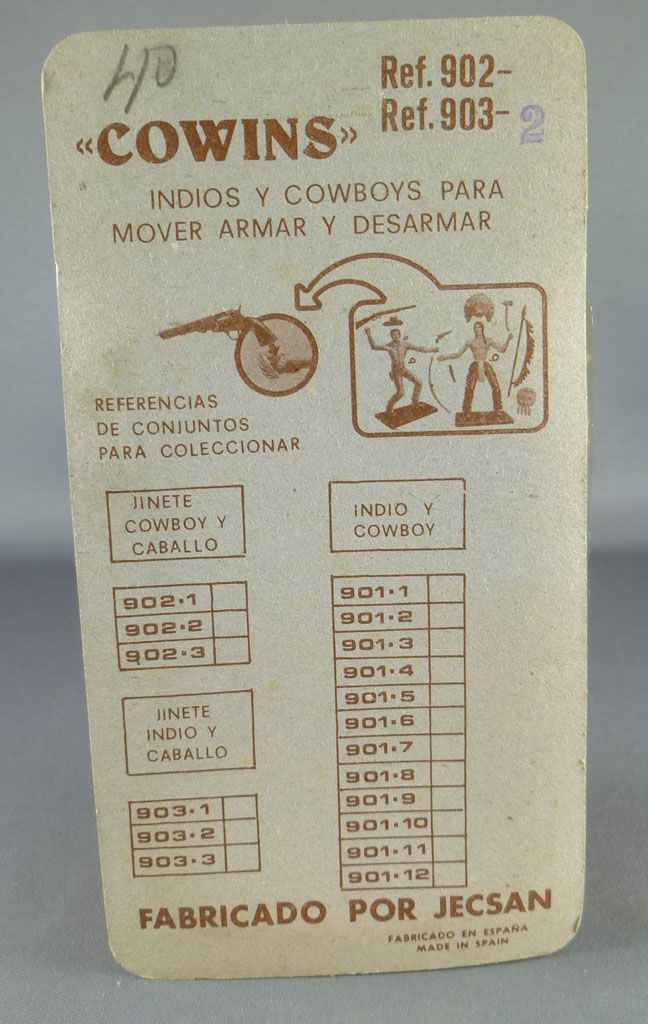 40
Ref. 902-
Ref. 903- 2
«COWINS»
INDIOS Y COWBOYS PARA
MOVER ARMAR Y DESARMAR
REFERENCIAS
DE CONJUNTOS
PARA COLECCIONAR
JINETE
COWBOY Y
CABALLO
902·1
902·2
902·3
JINETE
INDIO Y
CABALLO
903·1
903·2
903·3
INDIO Y
COWBOY
901·1
901·2
901·3
901·4
901·5
901·6
901·7
901·8
901·9
901·10
901·11
901·12
FABRICADO POR JECSAN
FABRICADO EN ESPAÑA
MADE IN SPAIN